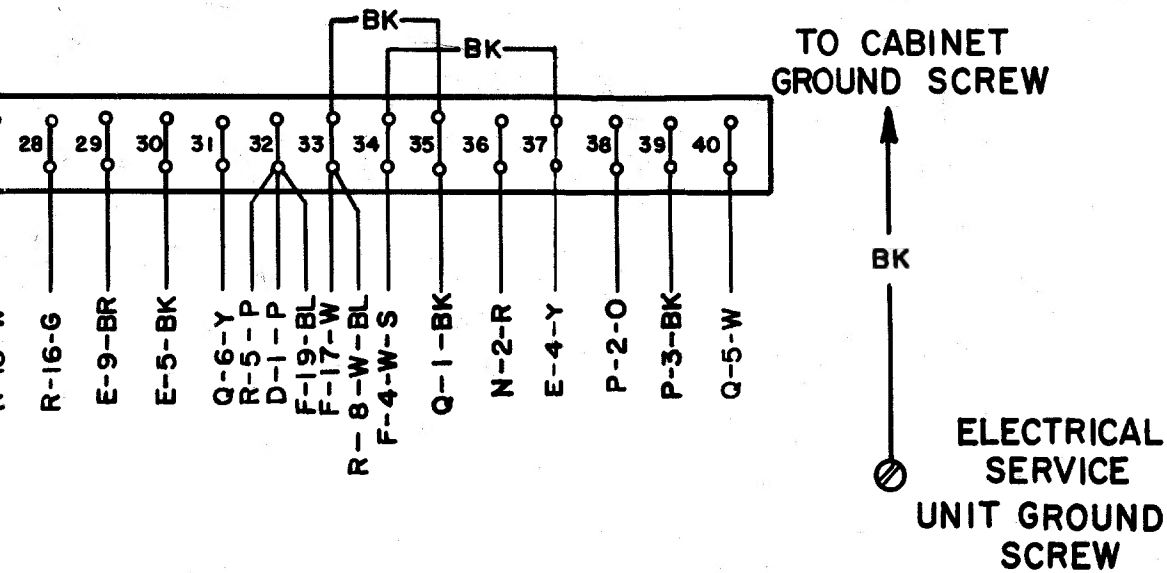 BK
BK
TO CABINET
GROUND SCREW
28 29 30 31 32 33 34 35 36 37 38 39 40
BK
R-16-G
E-9-BR
E-5-BK
Q-6-Y
R-5-P
D-1-P
F-19-BL
F-17-W
R-8-W-BL
F-4-W-S
Q-1-BK
N-2-R
E-4-Y
P-2-O
P-3-BK
Q-5-W
ELECTRICAL
SERVICE
UNIT GROUND
SCREW